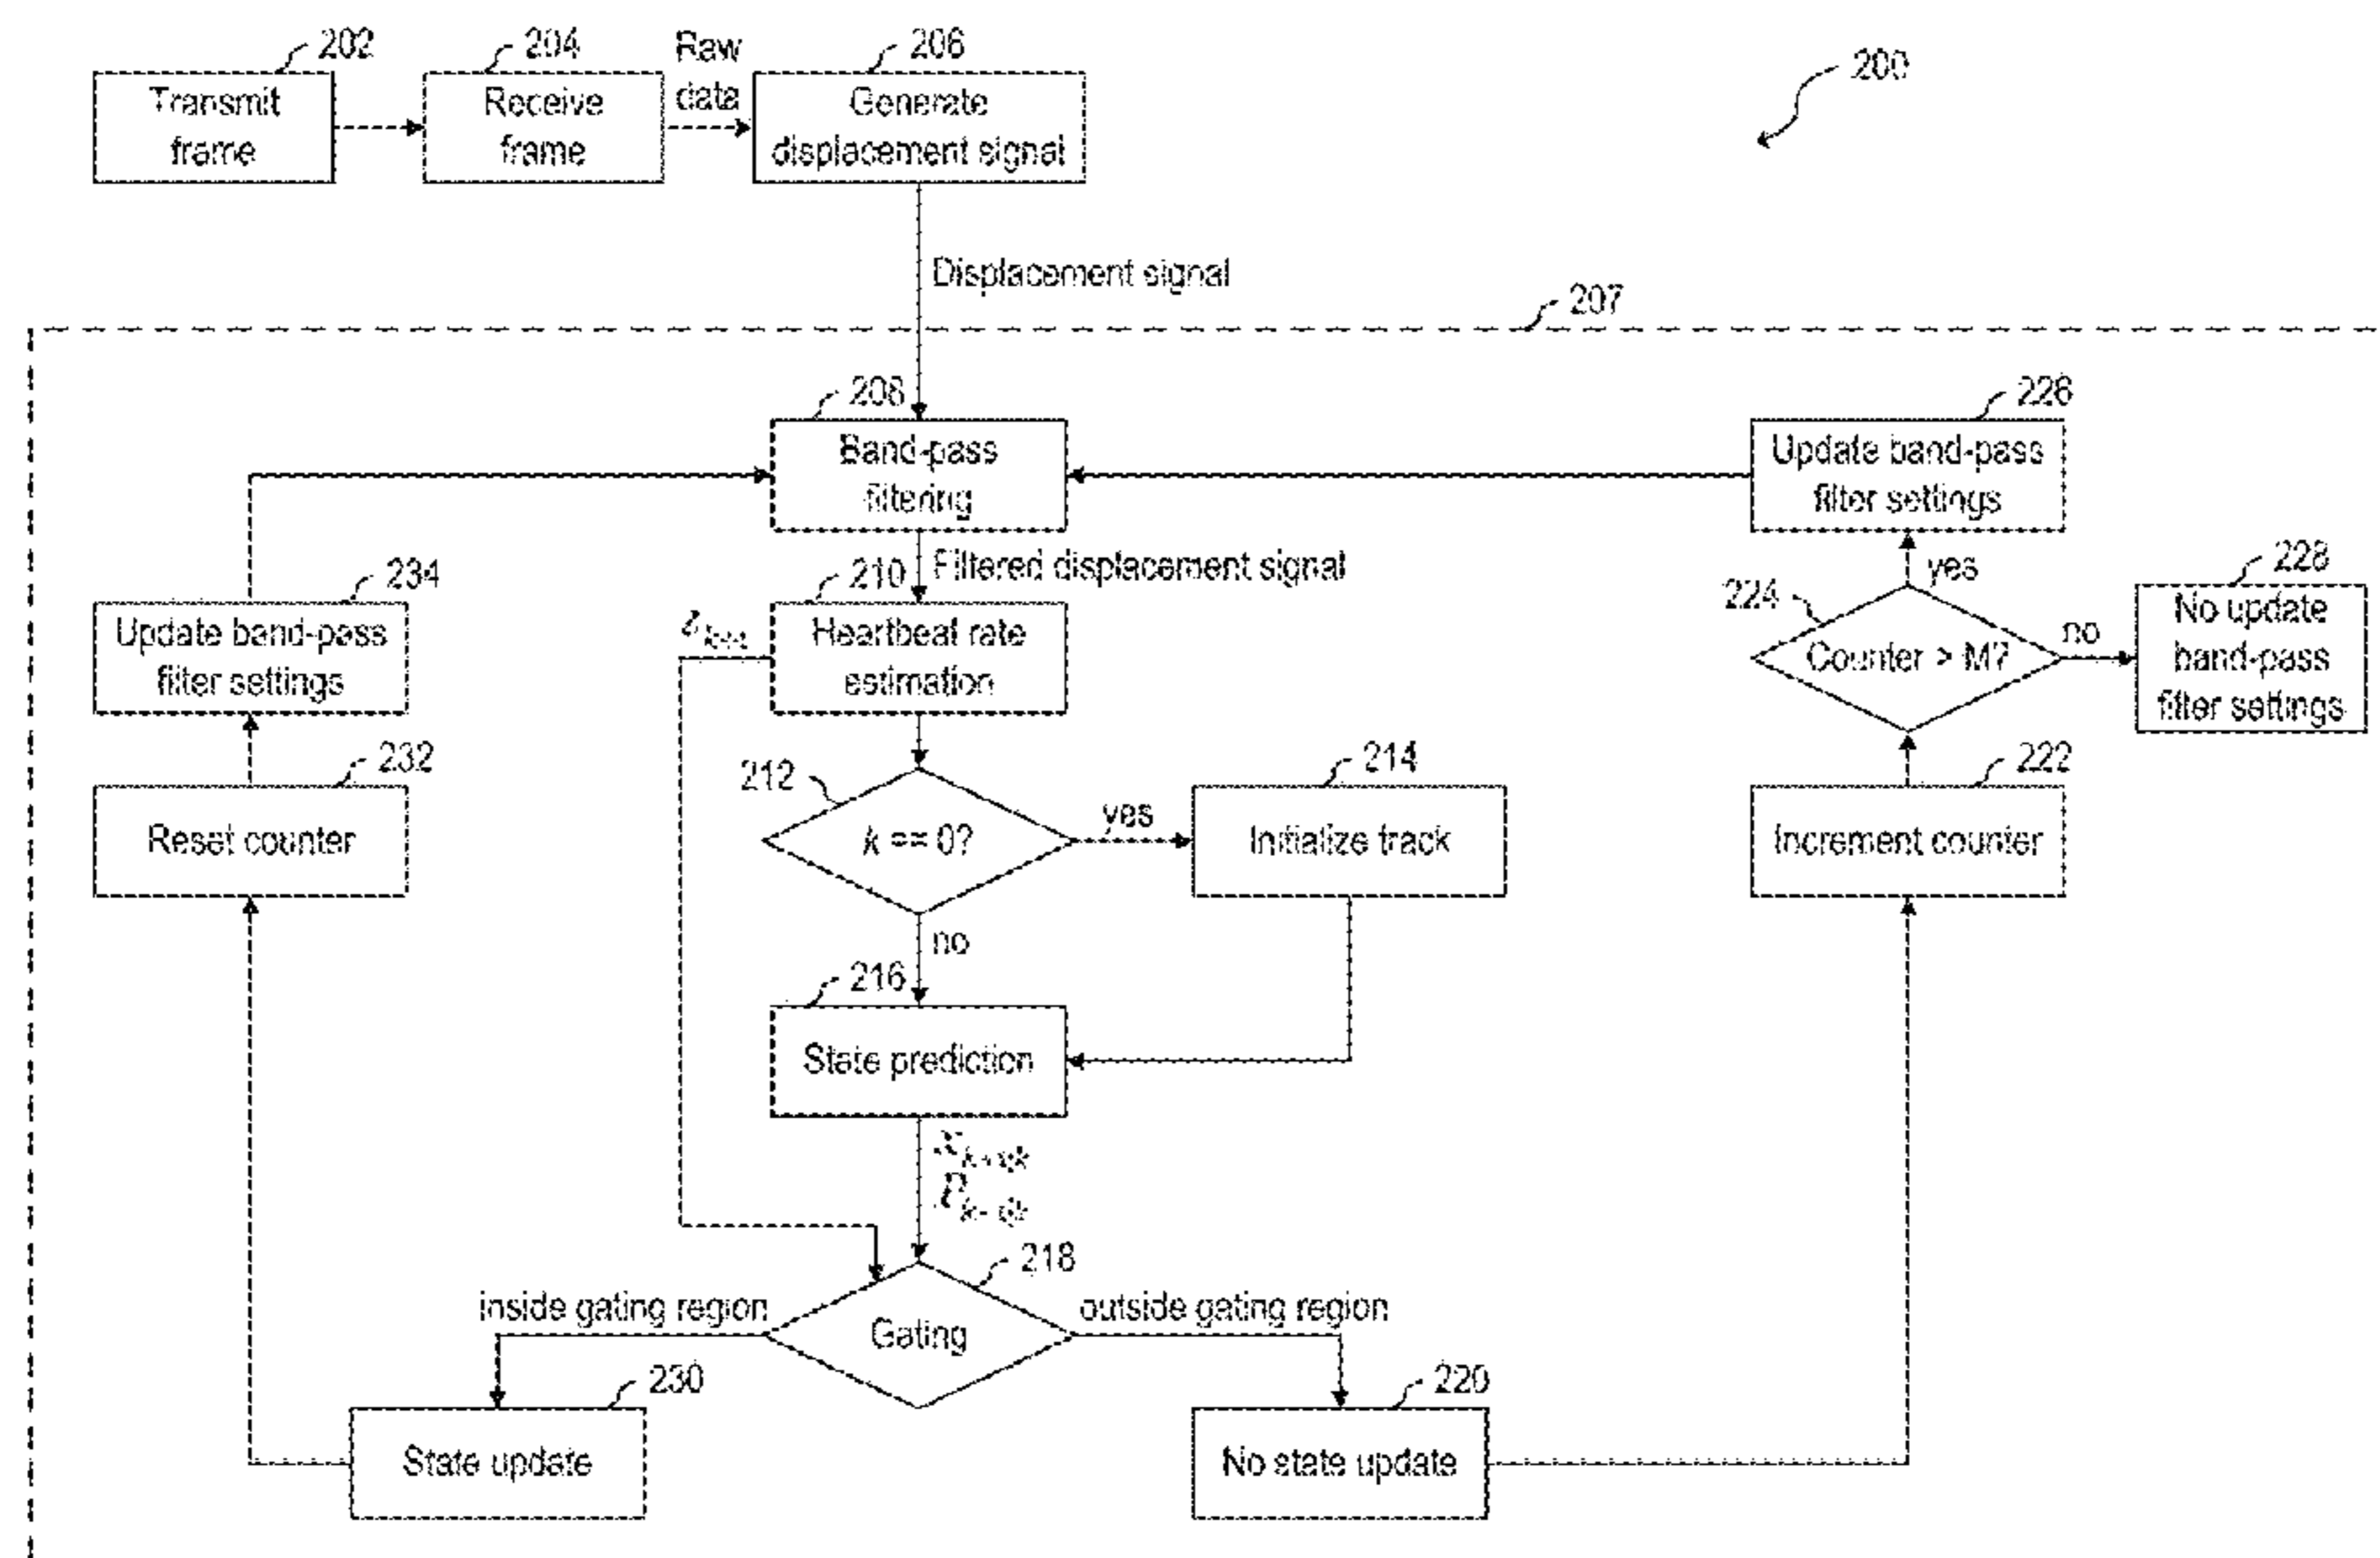 202
204
Raw
data
206
200
Transmit
frame
Receive
frame
Generate
displacement signal
Displacement signal
207
208
Band-pass
filtering
226
Update band-pass
filter settings
Filtered displacement signal
210
Heartbeat rate
estimation
234
Update band-pass
filter settings
yes
224
Counter > M?
no
228
No update
band-pass
filter settings
232
Reset counter
212
k == 0?
yes
214
Initialize track
222
Increment counter
no
216
State prediction
218
inside gating region
Gating
outside gating region
230
State update
220
No state update